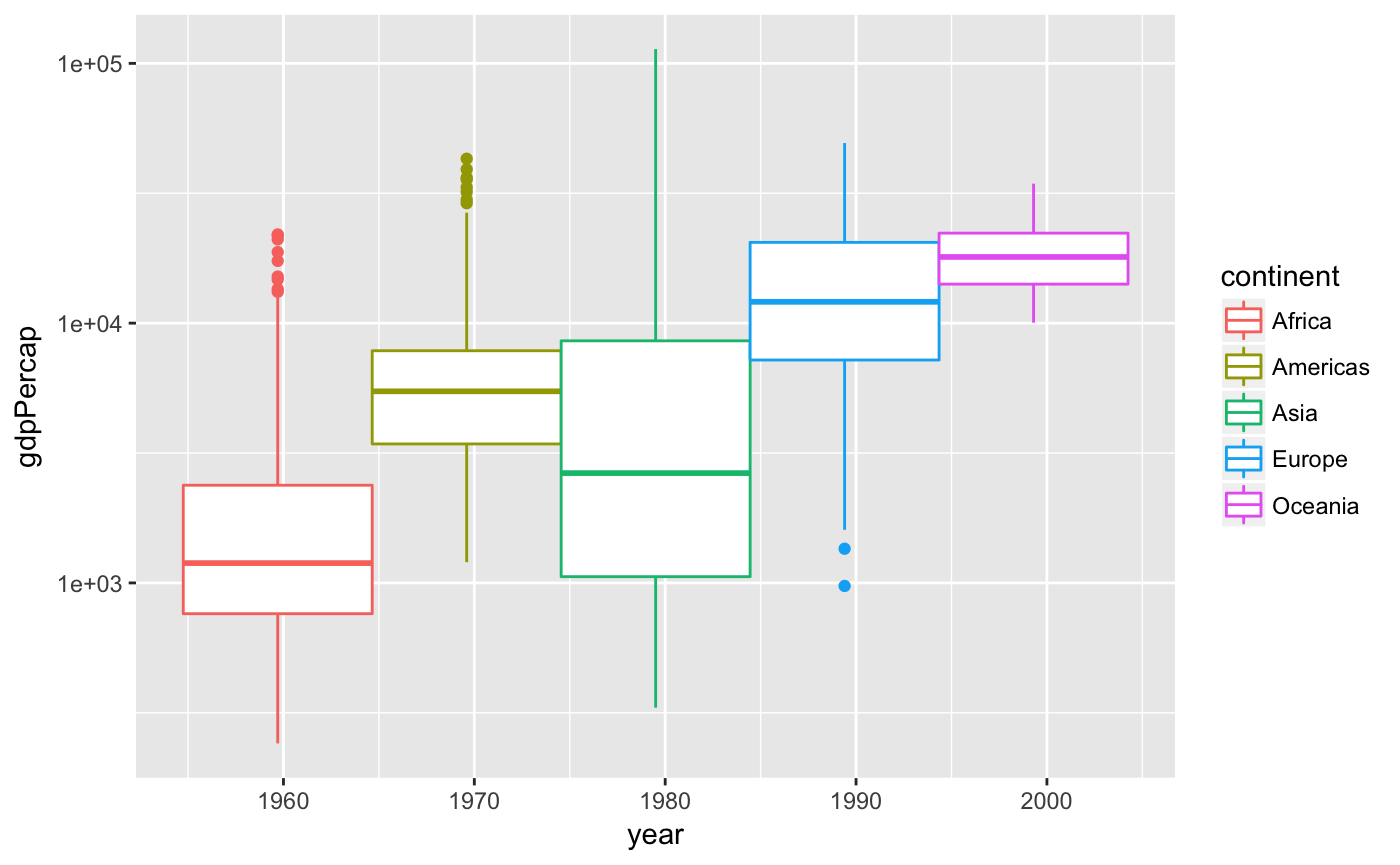 1e+05
1e+04
1e+03
gdpPercap
1960 1970 1980 1990 2000
year
continent
Africa
Americas
Asia
Europe
Oceania